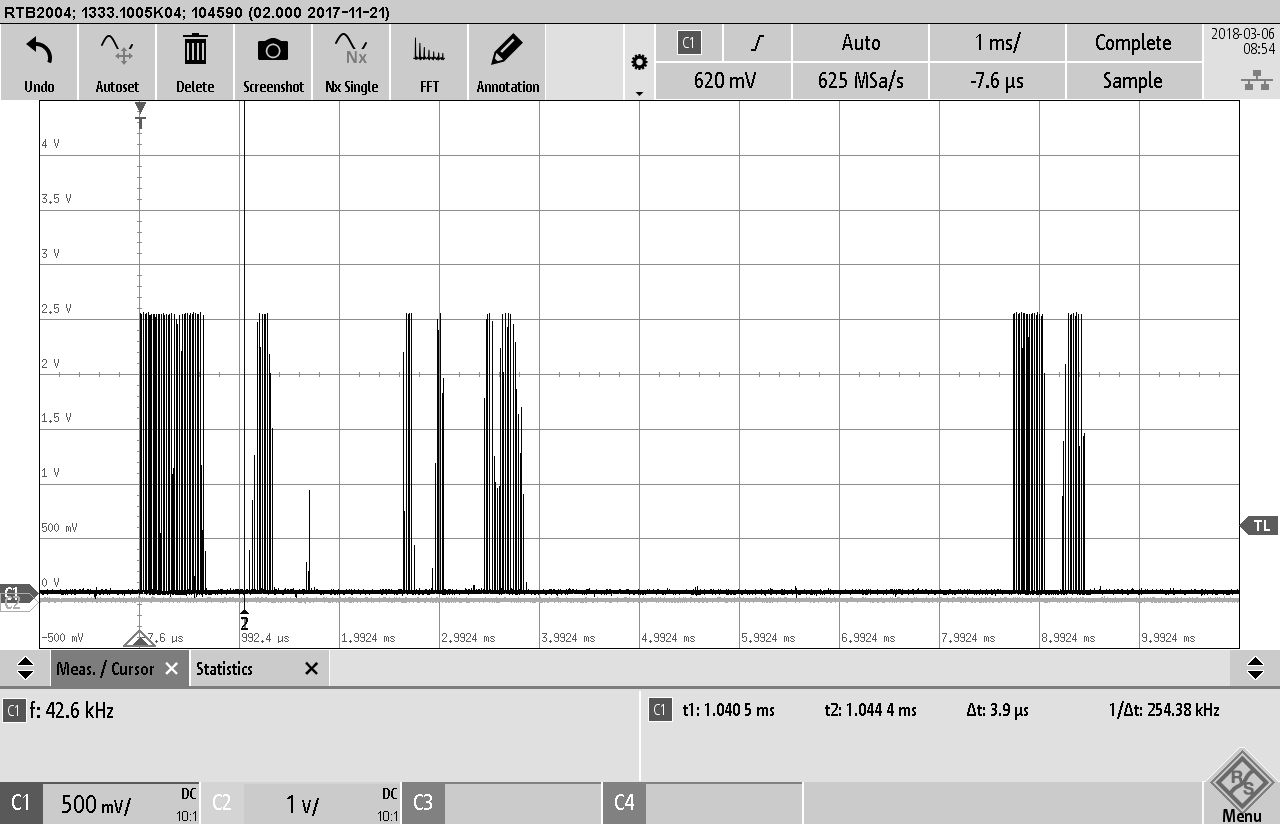 RTB2004; 1333.1005K04; 104590 (02.000 2017-11-21)
Undo Autoset Delete Screenshot Nx Single FFT Annotation
Nx
C1 Auto 1 ms/ Complete
620 mV 625 MSa/s -7.6 µs Sample
2018-03-06
08:54
T
4 V
3.5 V
3 V
2.5 V
2 V
1.5 V
1 V
500 mV
TL
0 V
C1
C2
2
-500 mV -7.6 µs 992.4 µs 1.9924 ms 2.9924 ms 3.9924 ms 4.9924 ms 5.9924 ms 6.9924 ms 7.9924 ms 8.9924 ms 9.9924 ms
Meas. / Cursor Statistics
C1 f: 42.6 kHz
C1 t1: 1.040 5 ms t2: 1.044 4 ms Δt: 3.9 µs 1/Δt: 254.38 kHz
C1 500 mV/ DC 10:1 C2 1 V/ DC 10:1 C3 C4
R S
Menu